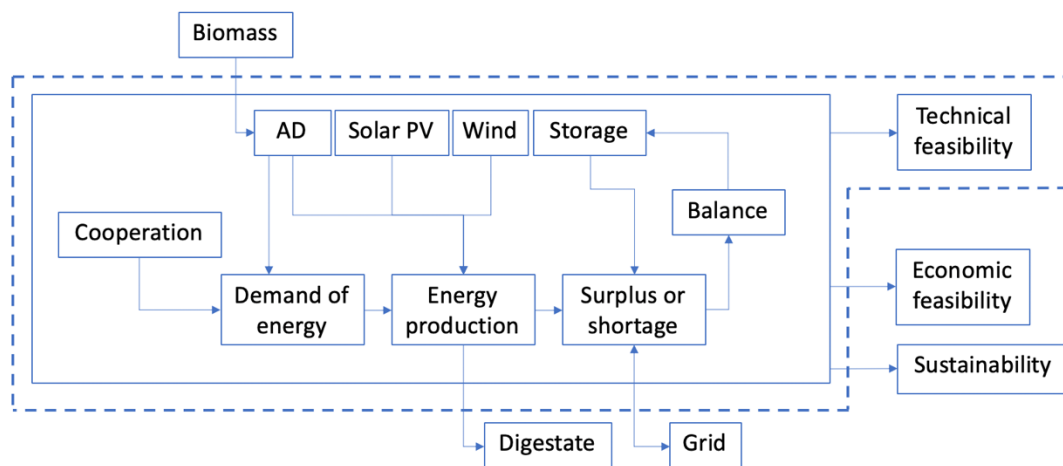 Biomass
AD
Solar PV
Wind
Storage
Technical
feasibility
Cooperation
Balance
Demand of
energy
Energy
production
Surplus or
shortage
Economic
feasibility
Sustainability
Digestate
Grid